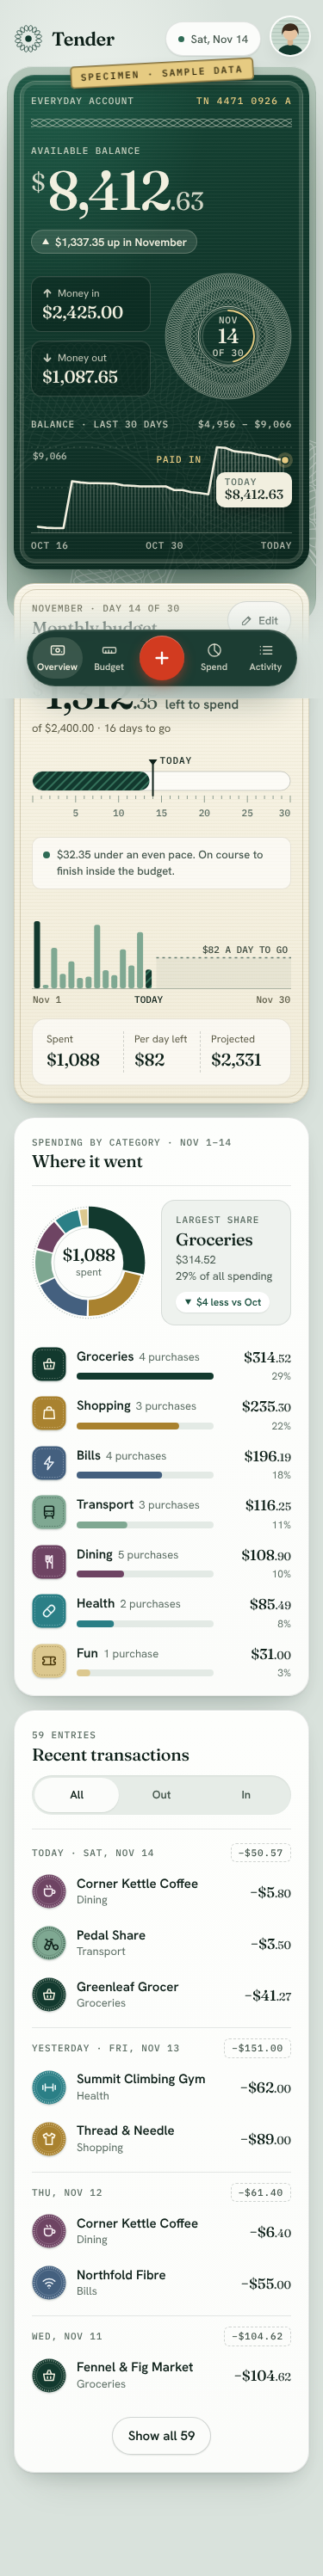 Tender
Sat, Nov 14
SPECIMEN · SAMPLE DATA
EVERYDAY ACCOUNT
TN 4471 0926 A
AVAILABLE BALANCE
$8,412.63
▲ $1,337.35 up in November
↑ Money in
$2,425.00
↓ Money out
$1,087.65
NOV
14
OF 30
BALANCE · LAST 30 DAYS
$4,956 – $9,066
$9,066
PAID IN
TODAY
$8,412.63
OCT 16
OCT 30
TODAY
NOVEMBER · DAY 14 OF 30
Monthly budget
Edit
Overview
Budget
+
Spend
Activity
1,312.35 left to spend
of $2,400.00 · 16 days to go
TODAY
5 10 15 20 25 30
$32.35 under an even pace. On course to
finish inside the budget.
$82 A DAY TO GO
Nov 1
TODAY
Nov 30
Spent
$1,088
Per day left
$82
Projected
$2,331
SPENDING BY CATEGORY · NOV 1–14
Where it went
$1,088
spent
LARGEST SHARE
Groceries
$314.52
29% of all spending
▼ $4 less vs Oct
Groceries 4 purchases
$314.52
29%
Shopping 3 purchases
$235.30
22%
Bills 4 purchases
$196.19
18%
Transport 3 purchases
$116.25
11%
Dining 5 purchases
$108.90
10%
Health 2 purchases
$85.49
8%
Fun 1 purchase
$31.00
3%
59 ENTRIES
Recent transactions
All
Out
In
TODAY · SAT, NOV 14
−$50.57
Corner Kettle Coffee
Dining
−$5.80
Pedal Share
Transport
−$3.50
Greenleaf Grocer
Groceries
−$41.27
YESTERDAY · FRI, NOV 13
−$151.00
Summit Climbing Gym
Health
−$62.00
Thread & Needle
Shopping
−$89.00
THU, NOV 12
−$61.40
Corner Kettle Coffee
Dining
−$6.40
Northfold Fibre
Bills
−$55.00
WED, NOV 11
−$104.62
Fennel & Fig Market
Groceries
−$104.62
Show all 59